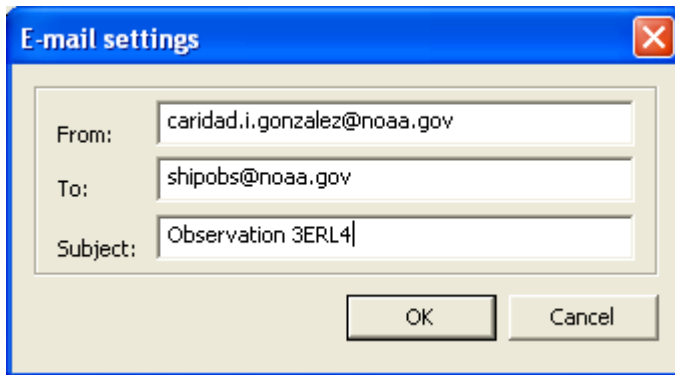 E-mail settings
From: caridad.i.gonzalez@noaa.gov
To: shipobs@noaa.gov
Subject: Observation 3ERL4
OK Cancel